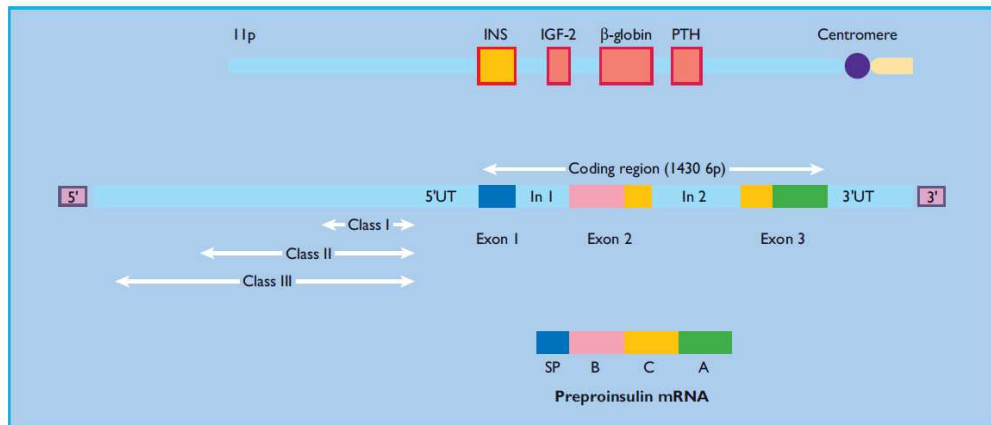 11p INS IGF-2 β-globin PTH Centromere
Coding region (1430 6p)
5' 5'UT In 1 In 2 3'UT 3'
Class I
Exon 1 Exon 2 Exon 3
Class II
Class III
SP B C A
Preproinsulin mRNA